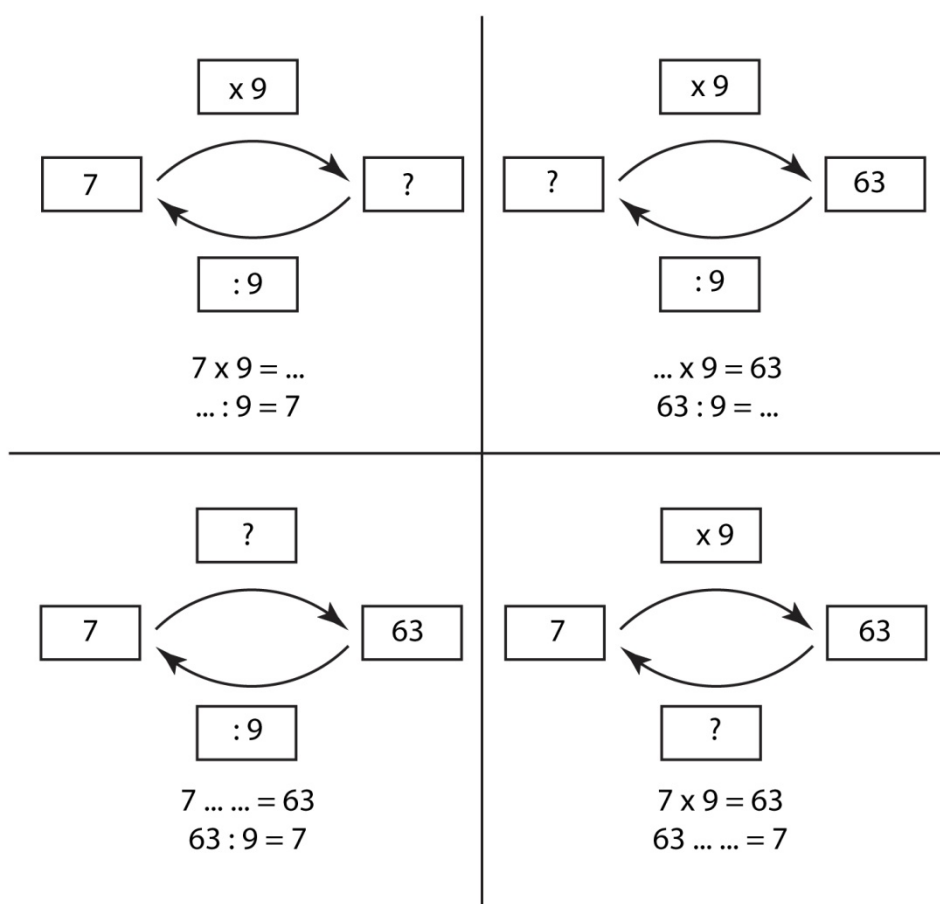 x 9
7
?
: 9
7 x 9 = ...
... : 9 = 7
x 9
?
63
: 9
... x 9 = 63
63 : 9 = ...
?
7
63
: 9
7 ... ... = 63
63 : 9 = 7
x 9
7
63
?
7 x 9 = 63
63 ... ... = 7